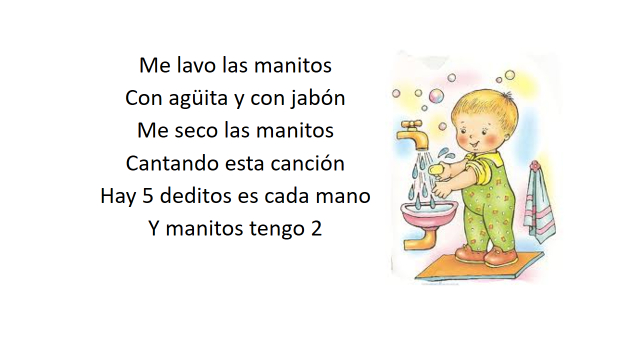 Me lavo las manitos
Con agüita y con jabón
Me seco las manitos
Cantando esta canción
Hay 5 deditos es cada mano
Y manitos tengo 2